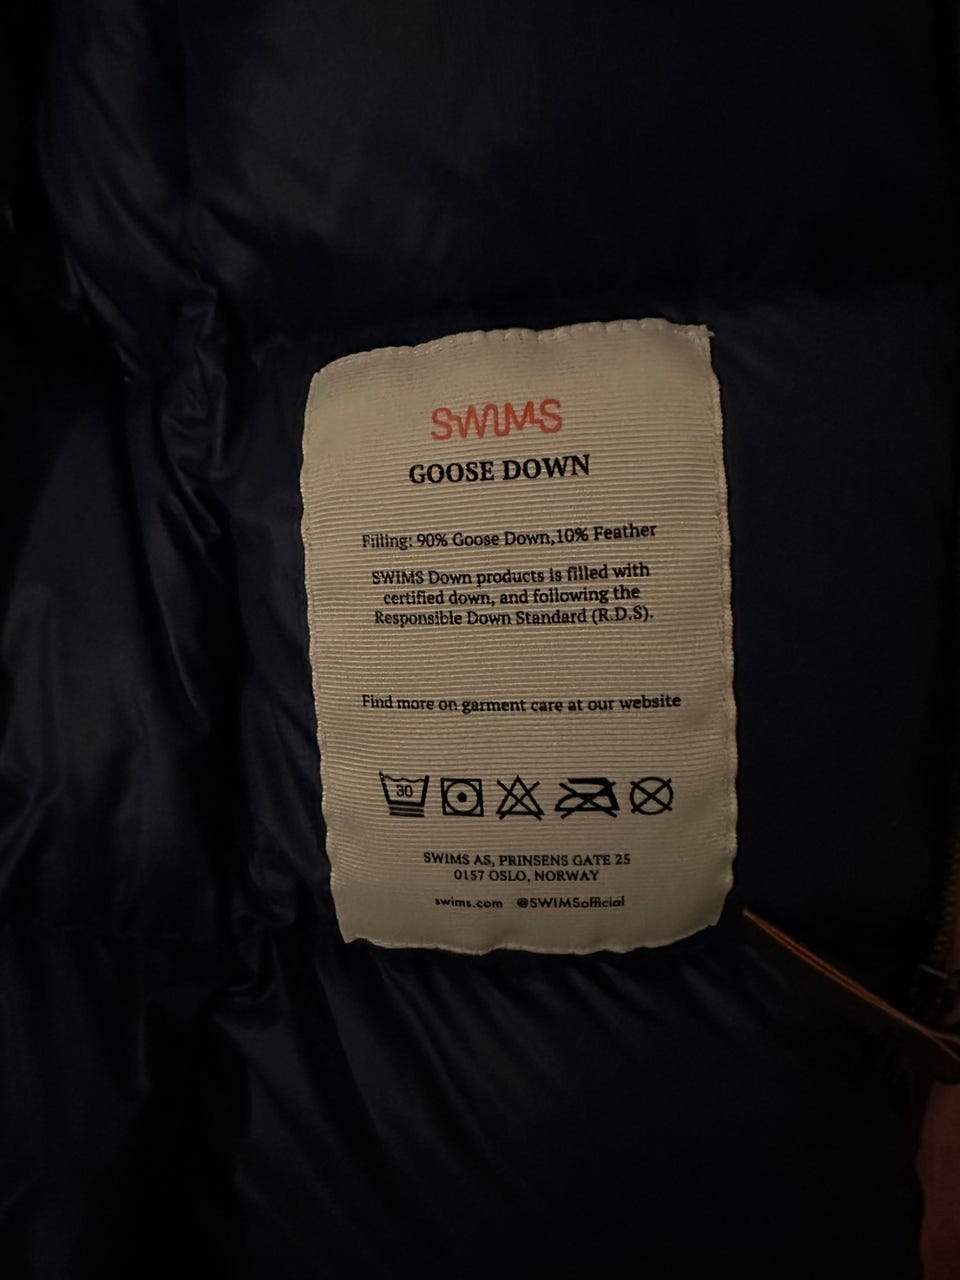 SWIMS
GOOSE DOWN
Filling: 90% Goose Down,10% Feather
SWIMS Down products is filled with
certified down, and following the
Responsible Down Standard (R.D.S).
Find more on garment care at our website
30
SWIMS AS, PRINSENS GATE 25
0157 OSLO, NORWAY
swims.com @SWIMSofficial